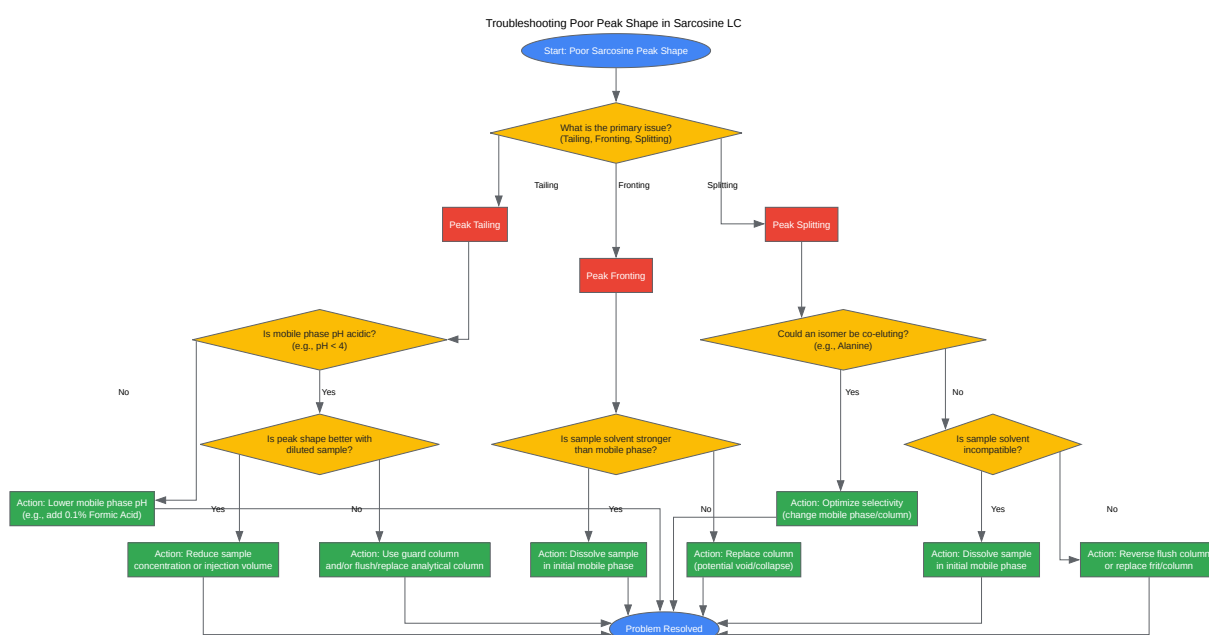 Troubleshooting Poor Peak Shape in Sarcosine LC
Start: Poor Sarcosine Peak Shape
What is the primary issue?
(Tailing, Fronting, Splitting)
Tailing
Fronting
Splitting
Peak Tailing
Peak Splitting
Peak Fronting
Is mobile phase pH acidic?
(e.g., pH < 4)
Could an isomer be co-eluting?
(e.g., Alanine)
No
Yes
Yes
No
Is peak shape better with
diluted sample?
Is sample solvent stronger
than mobile phase?
Is sample solvent
incompatible?
Action: Lower mobile phase pH
(e.g., add 0.1% Formic Acid)
Yes
No
Yes
No
Action: Optimize selectivity
(change mobile phase/column)
Yes
No
Action: Reduce sample
concentration or injection volume
Action: Use guard column
and/or flush/replace analytical column
Action: Dissolve sample
in initial mobile phase
Action: Replace column
(potential void/collapse)
Action: Dissolve sample
in initial mobile phase
Action: Reverse flush column
or replace frit/column
Problem Resolved